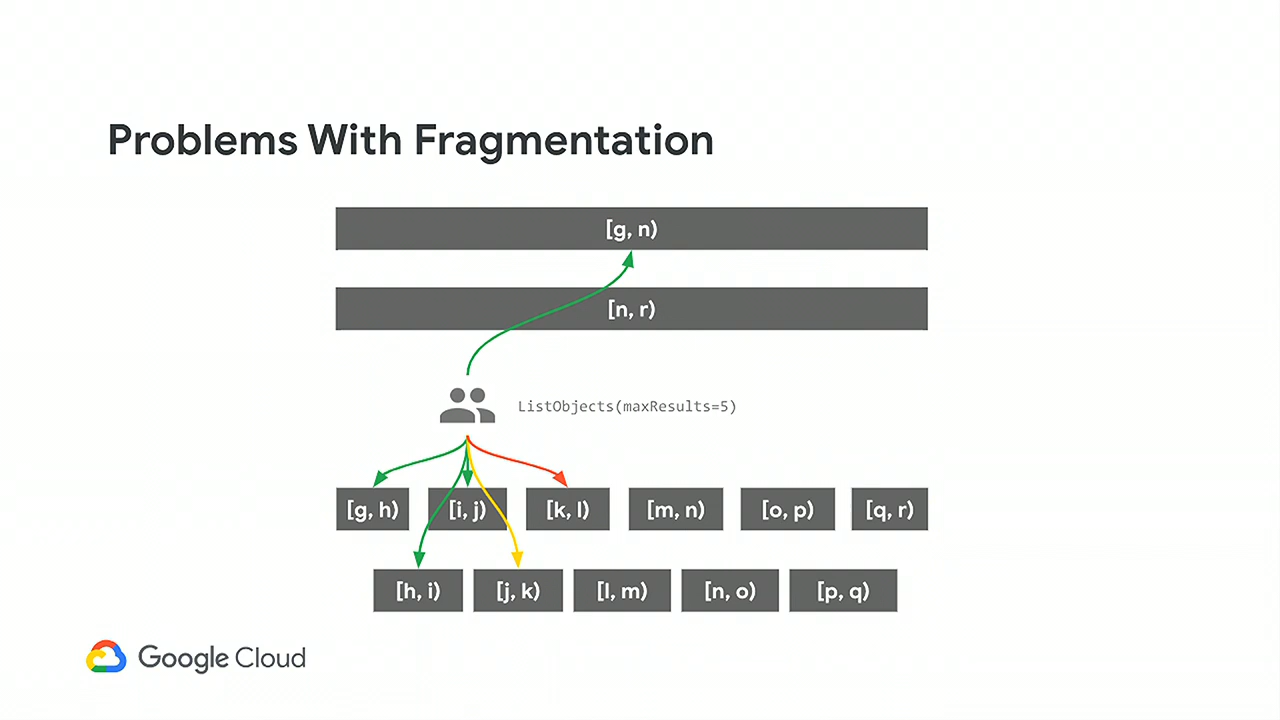 Problems With Fragmentation
[g, n)
[n, r)
ListObjects(maxResults=5)
[g, h)
[i, j)
[k, l)
[m, n)
[o, p)
[q, r)
[h, i)
[j, k)
[l, m)
[n, o)
[p, q)
Google Cloud